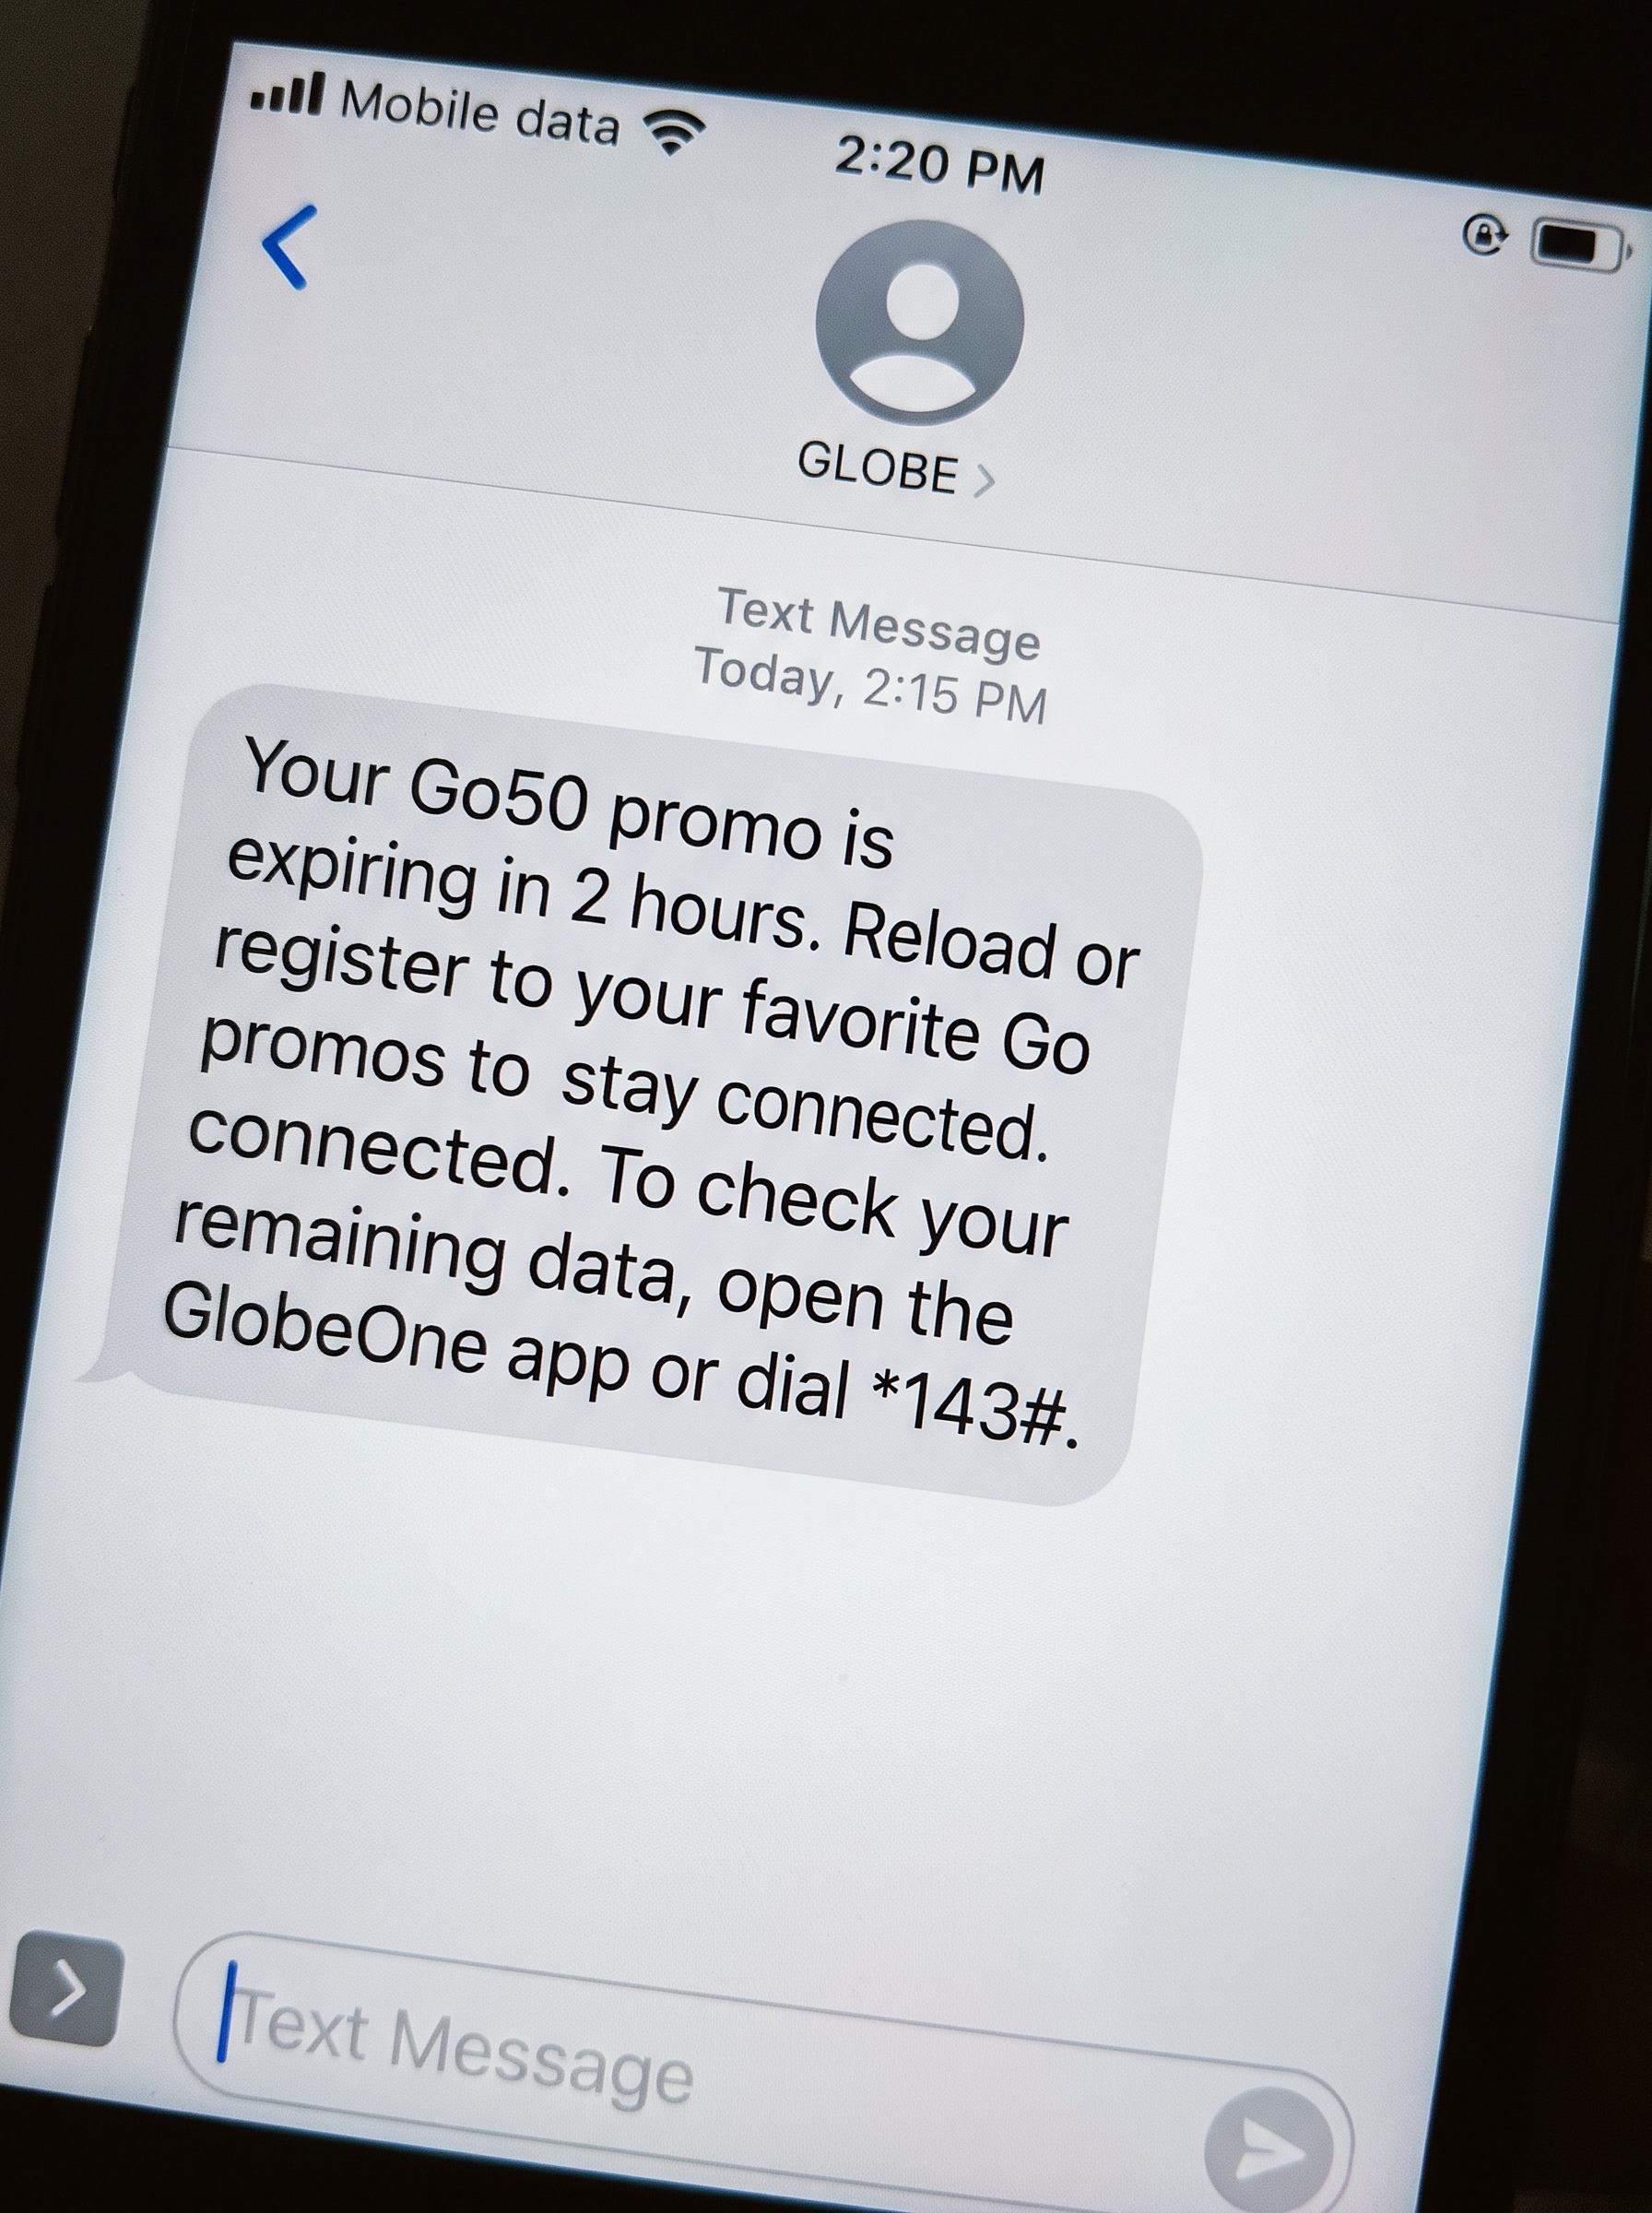 Mobile data
2:20 PM
GLOBE
Text Message
Today, 2:15 PM
Your Go50 promo is
expiring in 2 hours. Reload or
register to your favorite Go
promos to stay connected.
connected. To check your
remaining data, open the
GlobeOne app or dial *143#.
Text Message